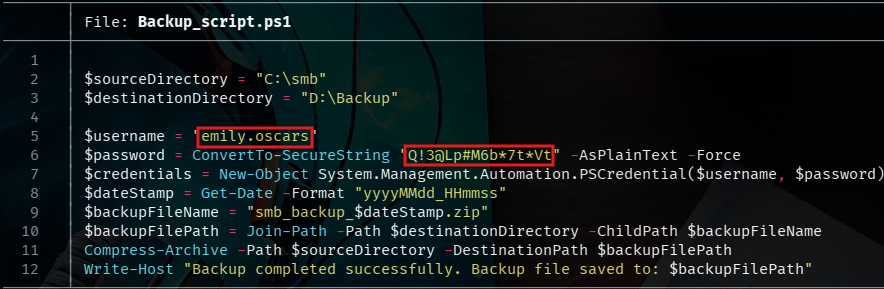 File: Backup_script.ps1
1
2 $sourceDirectory = "C:\smb"
3 $destinationDirectory = "D:\Backup"
4
5 $username = "emily.oscars"
6 $password = ConvertTo-SecureString "Q!3@Lp#M6b*7t*Vt" -AsPlainText -Force
7 $credentials = New-Object System.Management.Automation.PSCredential($username, $password)
8 $dateStamp = Get-Date -Format "yyyyMMdd_HHmmss"
9 $backupFileName = "smb_backup_$dateStamp.zip"
10 $backupFilePath = Join-Path -Path $destinationDirectory -ChildPath $backupFileName
11 Compress-Archive -Path $sourceDirectory -DestinationPath $backupFilePath
12 Write-Host "Backup completed successfully. Backup file saved to: $backupFilePath"